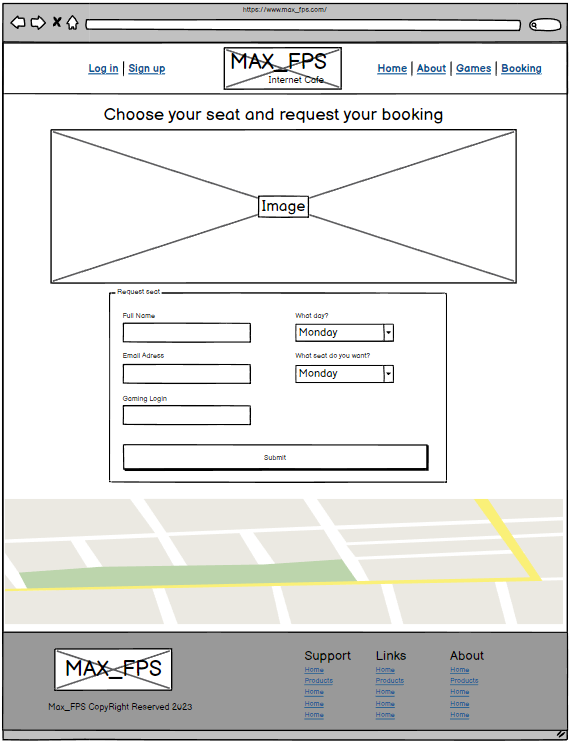 https://www.max_fps.com/
Log in | Sign up
MAX_FPS
Internet Cafe
Home | About | Games | Booking
Choose your seat and request your booking
Image
Request seat
Full Name
What day?
Monday
Email Adress
What seat do you want?
Monday
Gaming Login
Submit
MAX_FPS
Max_FPS CopyRight Reserved 2023
Support Links About
Home Home Home
Products Products Products
Home Home Home
Home Home Home
Home Home Home